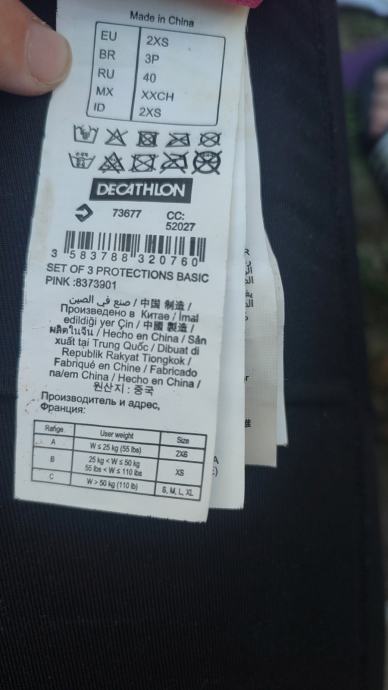 Made in China
EU 2XS
BR 3P
RU 40
MX XXCH
ID 2XS
DECATHLON
73677 CC:
52027
3 583788 320760
SET OF 3 PROTECTIONS BASIC
PINK :8373901
صنع في الصين / 中国 制造 /
Произведено в Китае / İmal
edildiği yer Çin / 中國 製造 /
ผลิตในจีน / Hecho en China / Sản
xuất tại Trung Quốc / Dibuat di
Republik Rakyat Tiongkok /
Fabriqué en Chine / Fabricado
na/em China / Hecho en China /
원산지 : 중국
Производитель и адрес,
Франция:
Range User weight Size
A W ≤ 25 kg (55 lbs) 2XS
B 25 kg < W ≤ 50 kg
55 lbs < W ≤ 110 lbs XS
C W > 50 kg (110 lb) S, M, L, XL